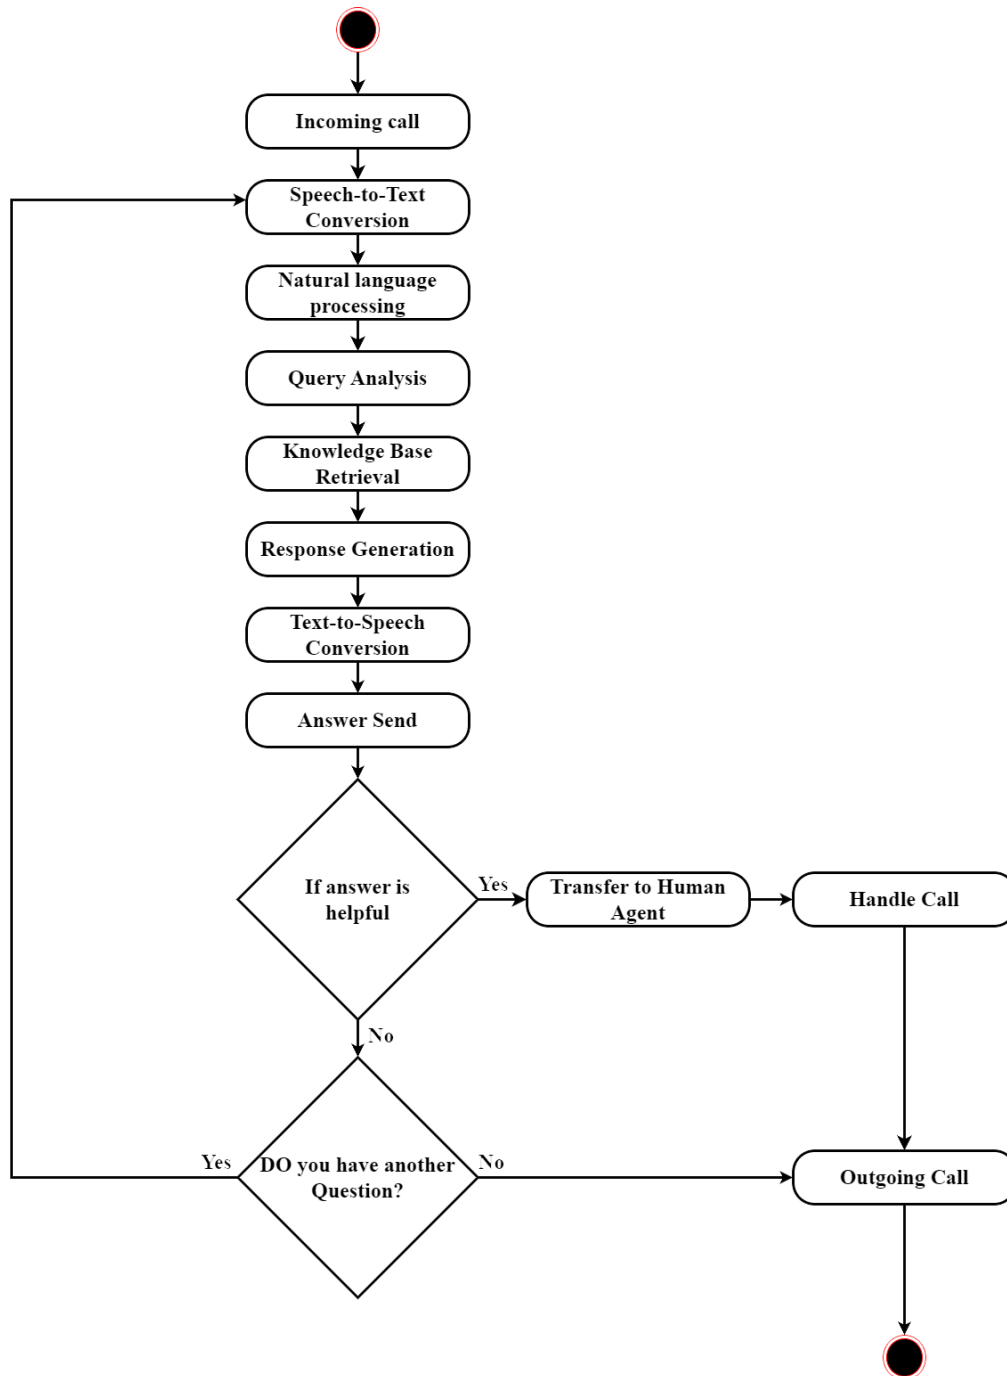 Incoming call
Speech-to-Text
Conversion
Natural language
processing
Query Analysis
Knowledge Base
Retrieval
Response Generation
Text-to-Speech
Conversion
Answer Send
If answer is
helpful
Yes
Transfer to Human
Agent
Handle Call
No
Yes
DO you have another
Question?
No
Outgoing Call